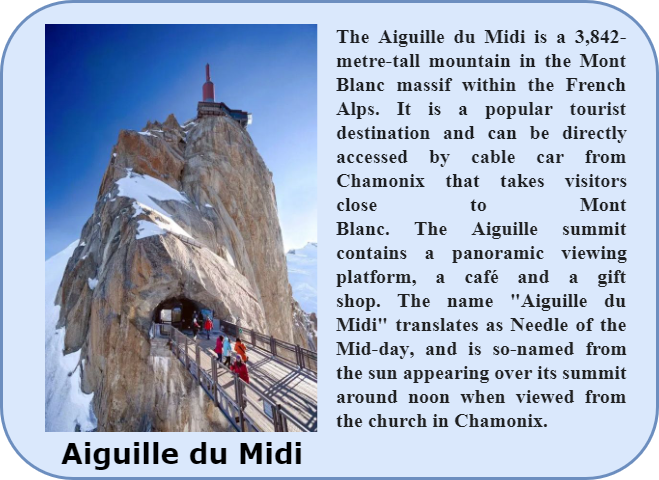 The Aiguille du Midi is a 3,842-
metre-tall mountain in the Mont
Blanc massif within the French
Alps. It is a popular tourist
destination and can be directly
accessed by cable car from
Chamonix that takes visitors
close to Mont
Blanc. The Aiguille summit
contains a panoramic viewing
platform, a café and a gift
shop. The name "Aiguille du
Midi" translates as Needle of the
Mid-day, and is so-named from
the sun appearing over its summit
around noon when viewed from
the church in Chamonix.
Aiguille du Midi